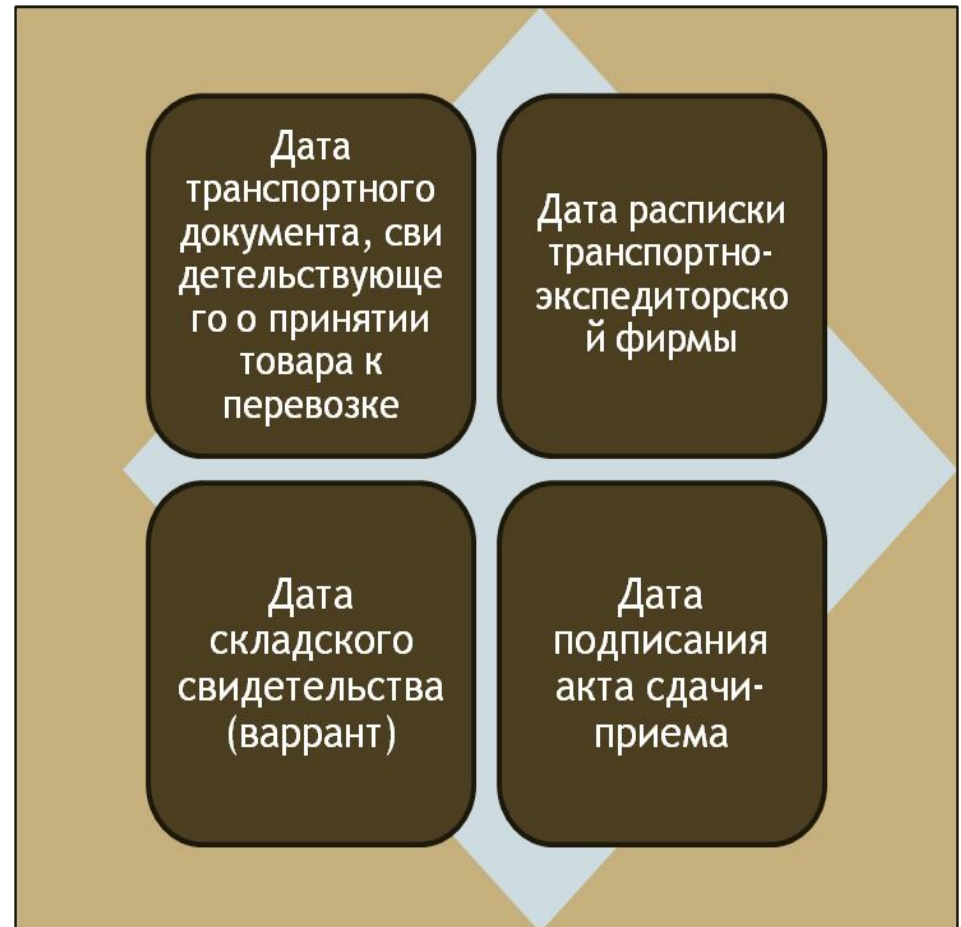 Дата
транспортного
документа, сви
детельствующе
го о принятии
товара к
перевозке
Дата расписки
транспортно-
экспедиторско
й фирмы
Дата
складского
свидетельства
(варрант)
Дата
подписания
акта сдачи-
приема